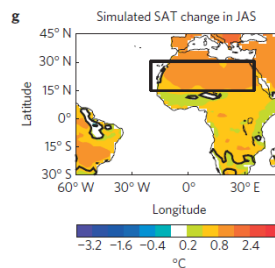 g Simulated SAT change in JAS
45° N
30° N
15° N
0°
15° S
30° S
Latitude
60° W 30° W 0° 30° E
Longitude
−3.2 −1.6 −0.4 0.2 0.8 2.4
°C